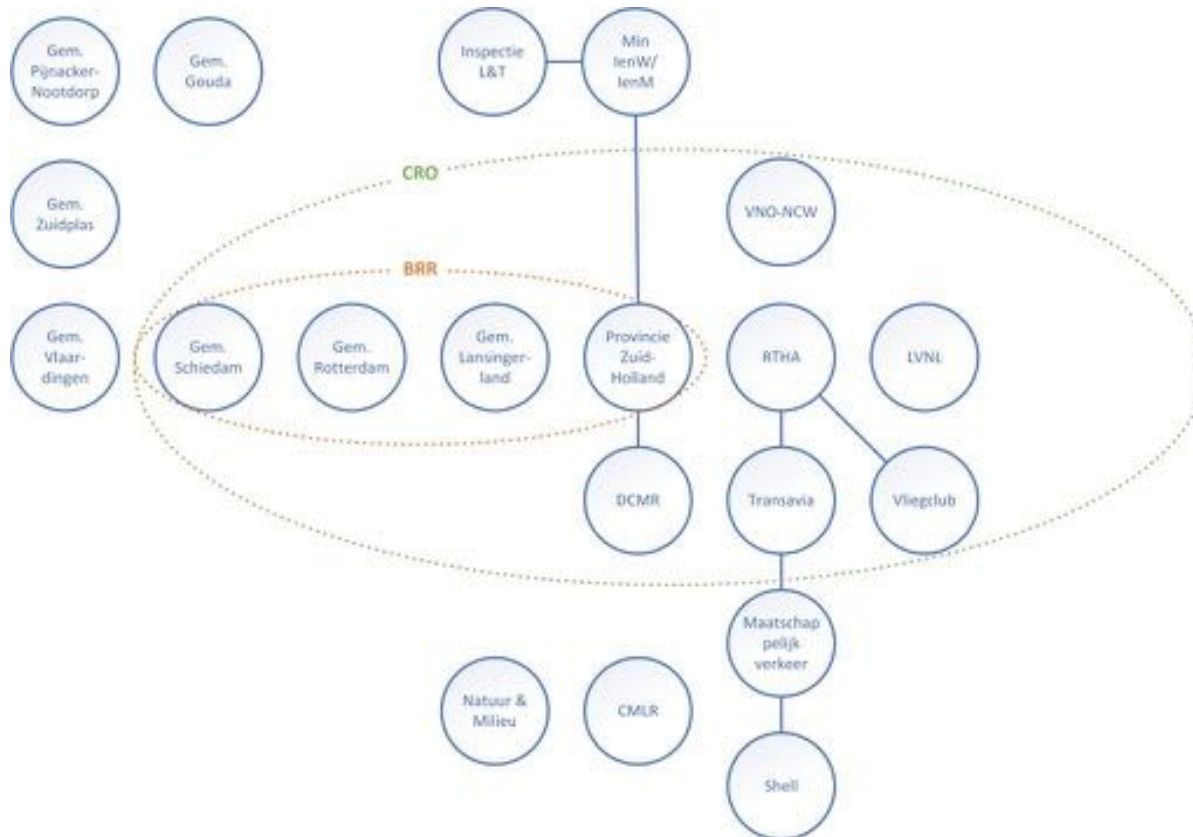 Gem.
Pijnacker-
Nootdorp
Gem.
Gouda
Inspectie
L&T
Min
IenW/
IenM
CRO
Gem.
Zuidplas
VNO-NCW
BRR
Gem.
Vlaar-
dingen
Gem.
Schiedam
Gem.
Rotterdam
Gem.
Lansinger-
land
Provincie
Zuid-
Holland
RTHA
LVNL
DCMR
Transavia
Vliegclub
Maatschap
pelijk
verkeer
Natuur &
Milieu
CMLR
Shell